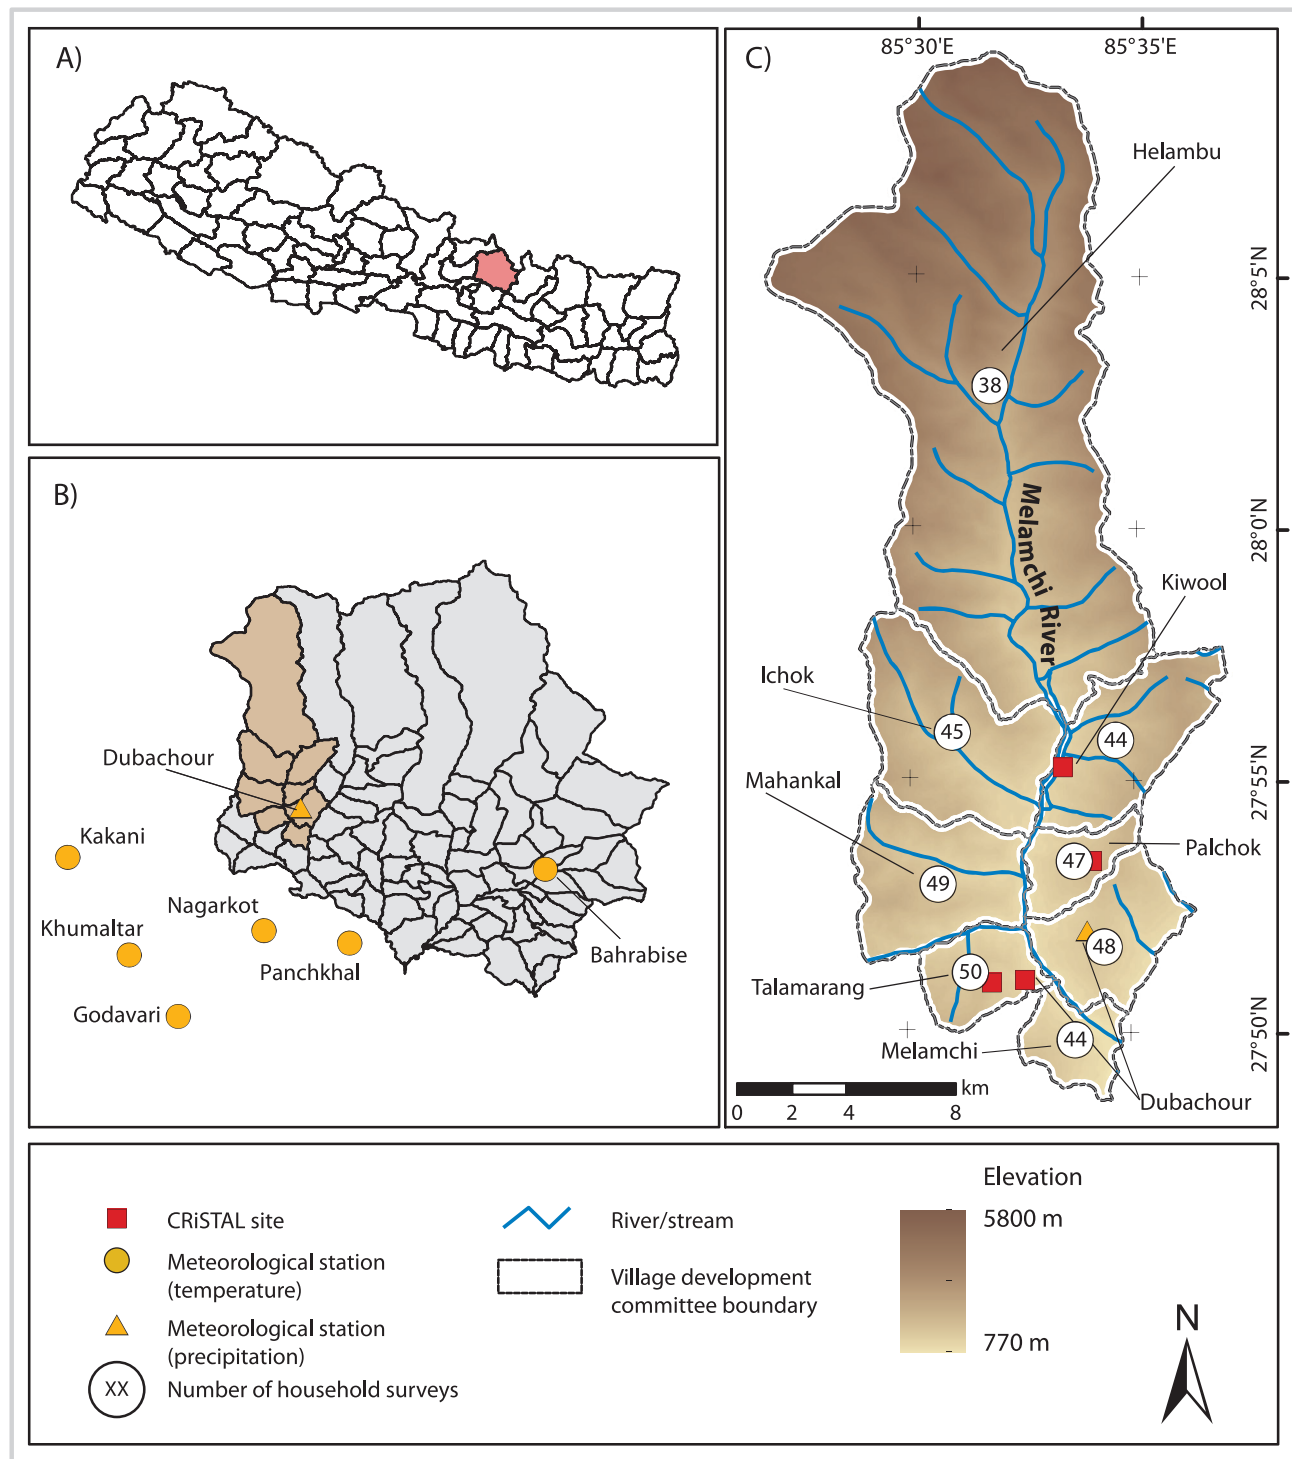 A)
B)
Dubachour
Kakani
Nagarkot
Khumaltar
Panchkhal
Bahrabise
Godavari
C)
85°30'E
85°35'E
Helambu
28°5'N
38
Melamchi River
28°0'N
Kiwool
Ichok
45
44
Mahankal
27°55'N
Palchok
47
49
48
50
Talamarang
Melamchi
44
27°50'N
Dubachour
km
0 2 4 8
CRiSTAL site
Meteorological station
(temperature)
Meteorological station
(precipitation)
XX
Number of household surveys
River/stream
Village development
committee boundary
Elevation
5800 m
770 m
N